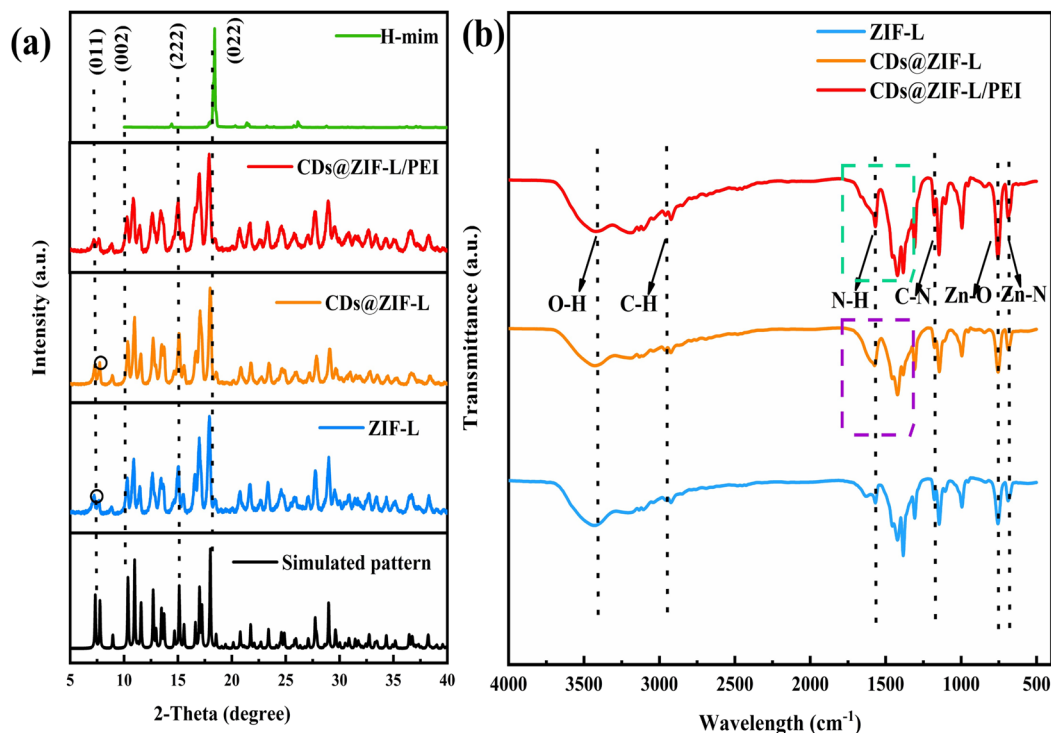 (a)
(011)
(002)
(222)
(022)
H-mim
CDs@ZIF-L/PEI
CDs@ZIF-L
ZIF-L
Simulated pattern
Intensity (a.u.)
5 10 15 20 25 30 35 40
2-Theta (degree)
(b)
ZIF-L
CDs@ZIF-L
CDs@ZIF-L/PEI
O-H
C-H
N-H
C-N
Zn-O
Zn-N
Transmittance (a.u.)
4000 3500 3000 2500 2000 1500 1000 500
Wavelength (cm⁻¹)